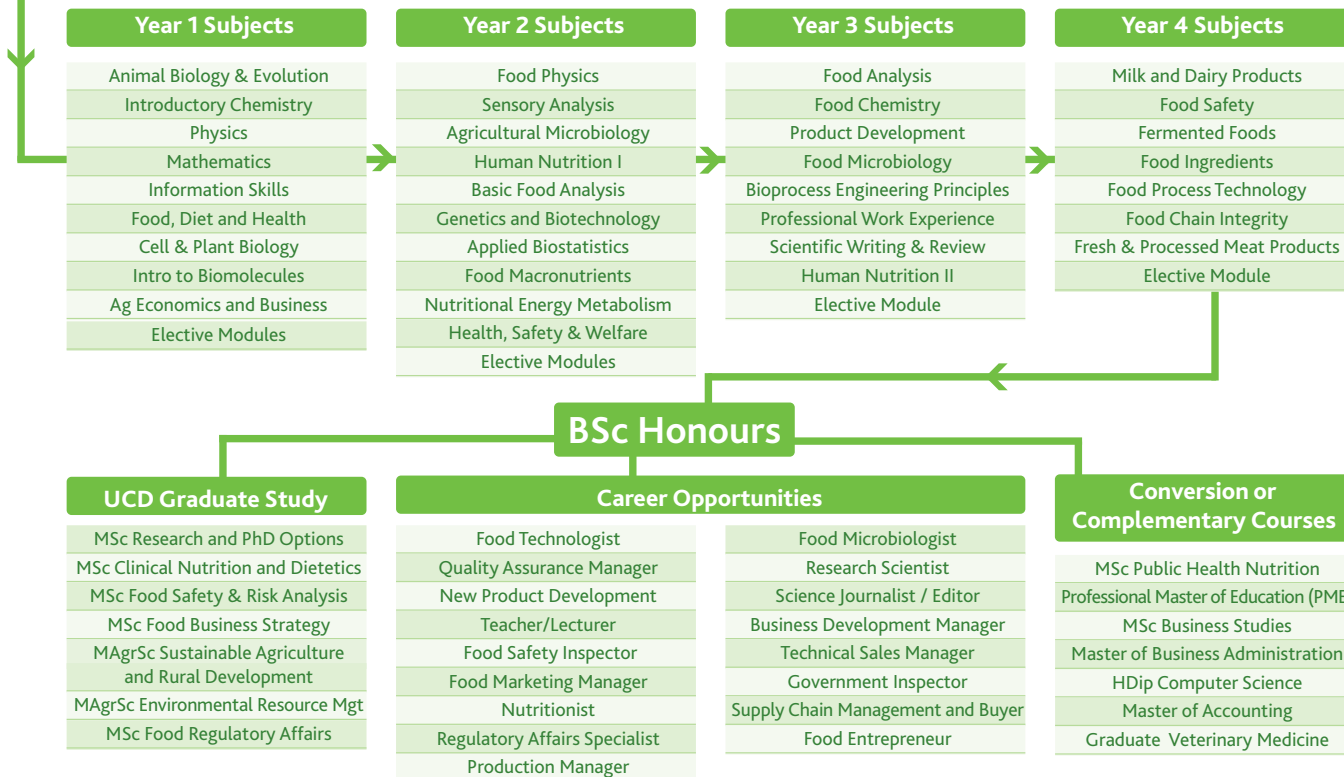 Year 1 Subjects
Animal Biology & Evolution
Introductory Chemistry
Physics
Mathematics
Information Skills
Food, Diet and Health
Cell & Plant Biology
Intro to Biomolecules
Ag Economics and Business
Elective Modules
Year 2 Subjects
Food Physics
Sensory Analysis
Agricultural Microbiology
Human Nutrition I
Basic Food Analysis
Genetics and Biotechnology
Applied Biostatistics
Food Macronutrients
Nutritional Energy Metabolism
Health, Safety & Welfare
Elective Modules
Year 3 Subjects
Food Analysis
Food Chemistry
Product Development
Food Microbiology
Bioprocess Engineering Principles
Professional Work Experience
Scientific Writing & Review
Human Nutrition II
Elective Module
Year 4 Subjects
Milk and Dairy Products
Food Safety
Fermented Foods
Food Ingredients
Food Process Technology
Food Chain Integrity
Fresh & Processed Meat Products
Elective Module
BSc Honours
UCD Graduate Study
MSc Research and PhD Options
MSc Clinical Nutrition and Dietetics
MSc Food Safety & Risk Analysis
MSc Food Business Strategy
MAgrSc Sustainable Agriculture
and Rural Development
MAgrSc Environmental Resource Mgt
MSc Food Regulatory Affairs
Career Opportunities
Food Technologist
Quality Assurance Manager
New Product Development
Teacher/Lecturer
Food Safety Inspector
Food Marketing Manager
Nutritionist
Regulatory Affairs Specialist
Production Manager
Food Microbiologist
Research Scientist
Science Journalist / Editor
Business Development Manager
Technical Sales Manager
Government Inspector
Supply Chain Management and Buyer
Food Entrepreneur
Conversion or
Complementary Courses
MSc Public Health Nutrition
Professional Master of Education (PME
MSc Business Studies
Master of Business Administration
HDip Computer Science
Master of Accounting
Graduate Veterinary Medicine